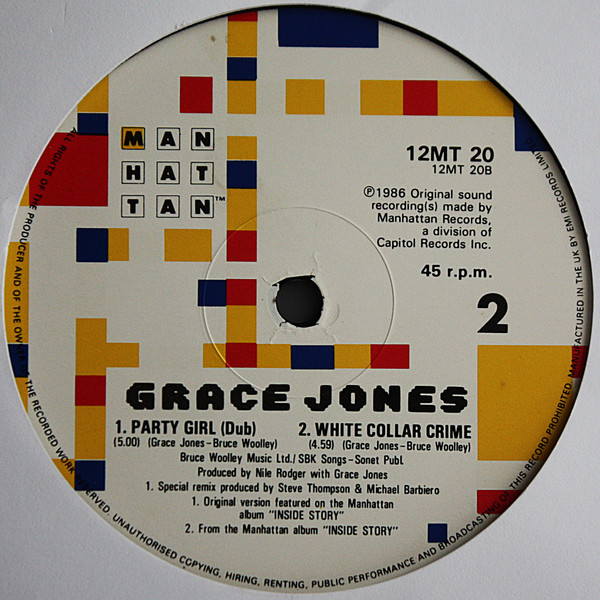 MAN
HAT
TAN™
12MT 20
12MT 20B
Ⓟ1986 Original sound
recording(s) made by
Manhattan Records,
a division of
Capitol Records Inc.
45 r.p.m.
2
GRACE JONES
1. PARTY GIRL (Dub) 2. WHITE COLLAR CRIME
(5.00) (Grace Jones-Bruce Woolley) (4.59) (Grace Jones-Bruce Woolley)
Bruce Woolley Music Ltd./SBK Songs-Sonet Publ.
Produced by Nile Rodger with Grace Jones
1. Special remix produced by Steve Thompson & Michael Barbiero
1. Original version featured on the Manhattan
album "INSIDE STORY"
2. From the Manhattan album "INSIDE STORY"
ALL RIGHTS OF THE PRODUCER AND OF THE OWNER OF THE RECORDED WORK RESERVED. UNAUTHORISED COPYING, HIRING, RENTING, PUBLIC PERFORMANCE AND BROADCASTING OF THIS RECORD PROHIBITED. MANUFACTURED IN THE UK BY EMI RECORDS LIMITED